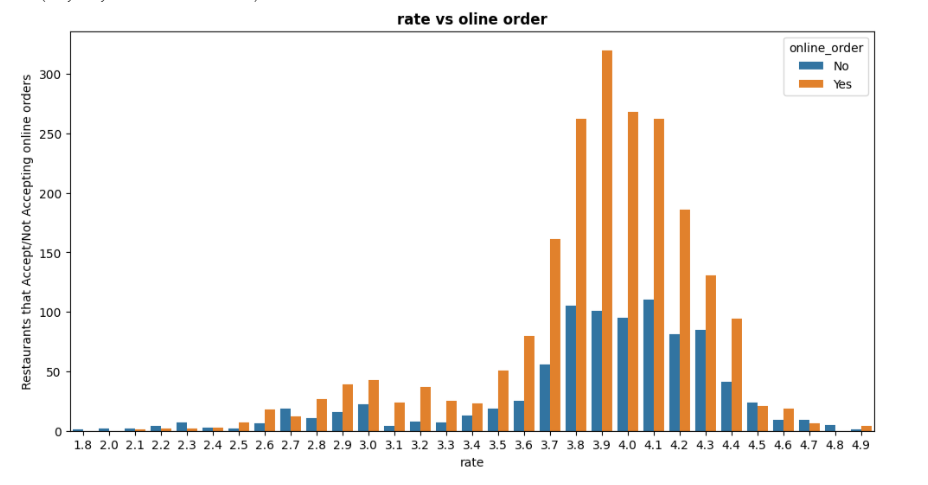 rate vs oline order
online_order
No
Yes
Restaurants that Accept/Not Accepting online orders
300
250
200
150
100
50
0
1.8 2.0 2.1 2.2 2.3 2.4 2.5 2.6 2.7 2.8 2.9 3.0 3.1 3.2 3.3 3.4 3.5 3.6 3.7 3.8 3.9 4.0 4.1 4.2 4.3 4.4 4.5 4.6 4.7 4.8 4.9
rate